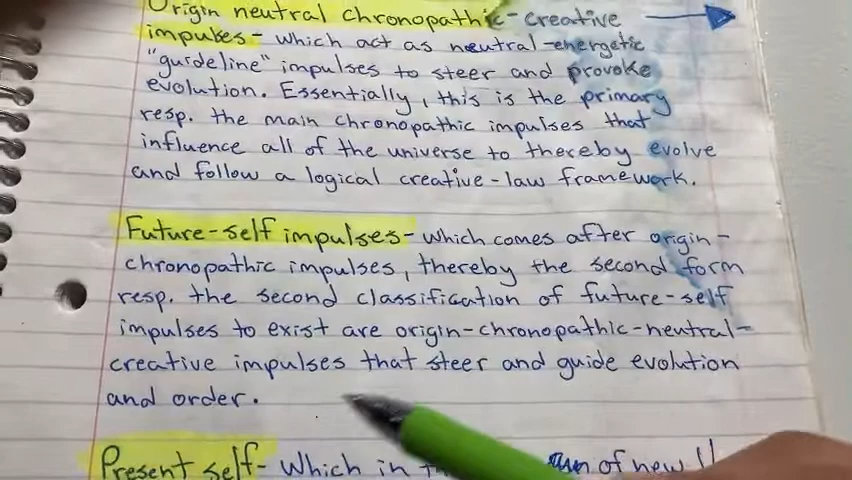 Origin neutral chronopathic-creative
impulses- which act as neutral-energetic
"guideline" impulses to steer and provoke
evolution. Essentially, this is the primary
resp. the main chronopathic impulses that
influence all of the universe to thereby evolve
and follow a logical creative-law framework.
Future-self impulses- which comes after origin-
chronopathic impulses, thereby the second form
resp. the second classification of future-self
impulses to exist are origin-chronopathic-neutral-
creative impulses that steer and guide evolution
and order.
Present self- which in of new